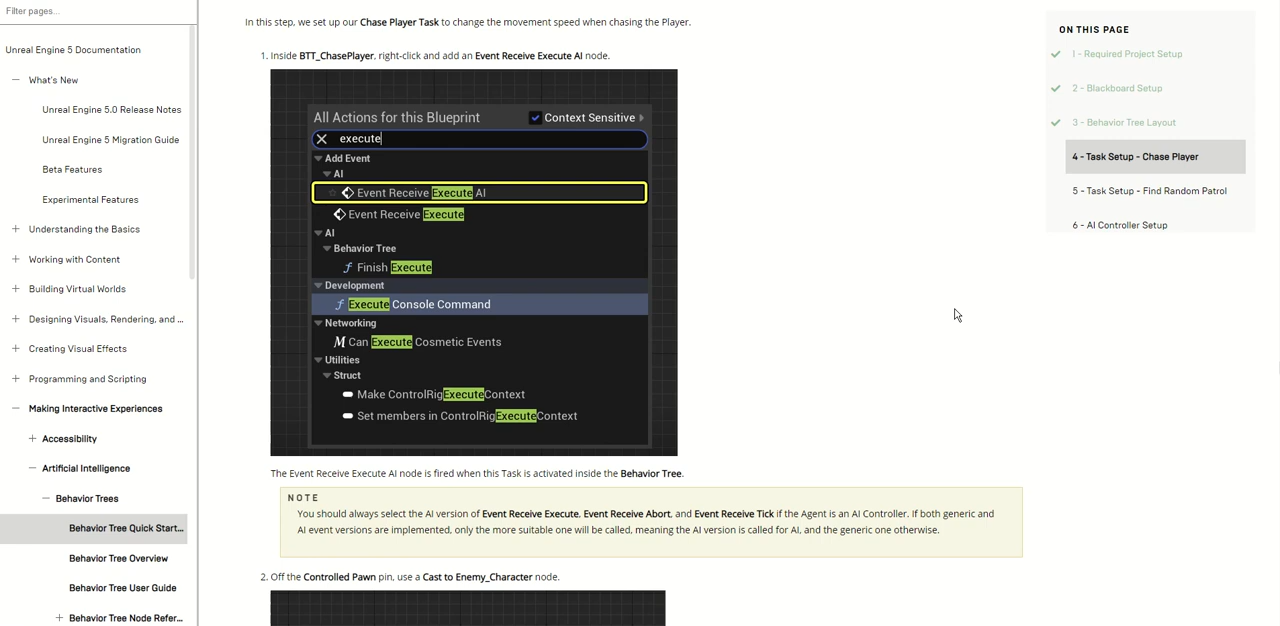 Filter pages...
Unreal Engine 5 Documentation
What's New
Unreal Engine 5.0 Release Notes
Unreal Engine 5 Migration Guide
Beta Features
Experimental Features
Understanding the Basics
Working with Content
Building Virtual Worlds
Designing Visuals, Rendering, and ...
Creating Visual Effects
Programming and Scripting
Making Interactive Experiences
Accessibility
Artificial Intelligence
Behavior Trees
Behavior Tree Quick Start...
Behavior Tree Overview
Behavior Tree User Guide
Behavior Tree Node Refer...
In this step, we set up our Chase Player Task to change the movement speed when chasing the Player.
1. Inside BTT_ChasePlayer, right-click and add an Event Receive Execute AI node.
All Actions for this Blueprint
Context Sensitive
execute
Add Event
AI
Event Receive Execute AI
Event Receive Execute
AI
Behavior Tree
Finish Execute
Development
Execute Console Command
Networking
Can Execute Cosmetic Events
Utilities
Struct
Make ControlRigExecuteContext
Set members in ControlRigExecuteContext
The Event Receive Execute AI node is fired when this Task is activated inside the Behavior Tree.
NOTE
You should always select the AI version of Event Receive Execute, Event Receive Abort, and Event Receive Tick if the Agent is an AI Controller. If both generic and
AI event versions are implemented, only the more suitable one will be called, meaning the AI version is called for AI, and the generic one otherwise.
2. Off the Controlled Pawn pin, use a Cast to Enemy_Character node.
ON THIS PAGE
1 - Required Project Setup
2 - Blackboard Setup
3 - Behavior Tree Layout
4 - Task Setup - Chase Player
5 - Task Setup - Find Random Patrol
6 - AI Controller Setup